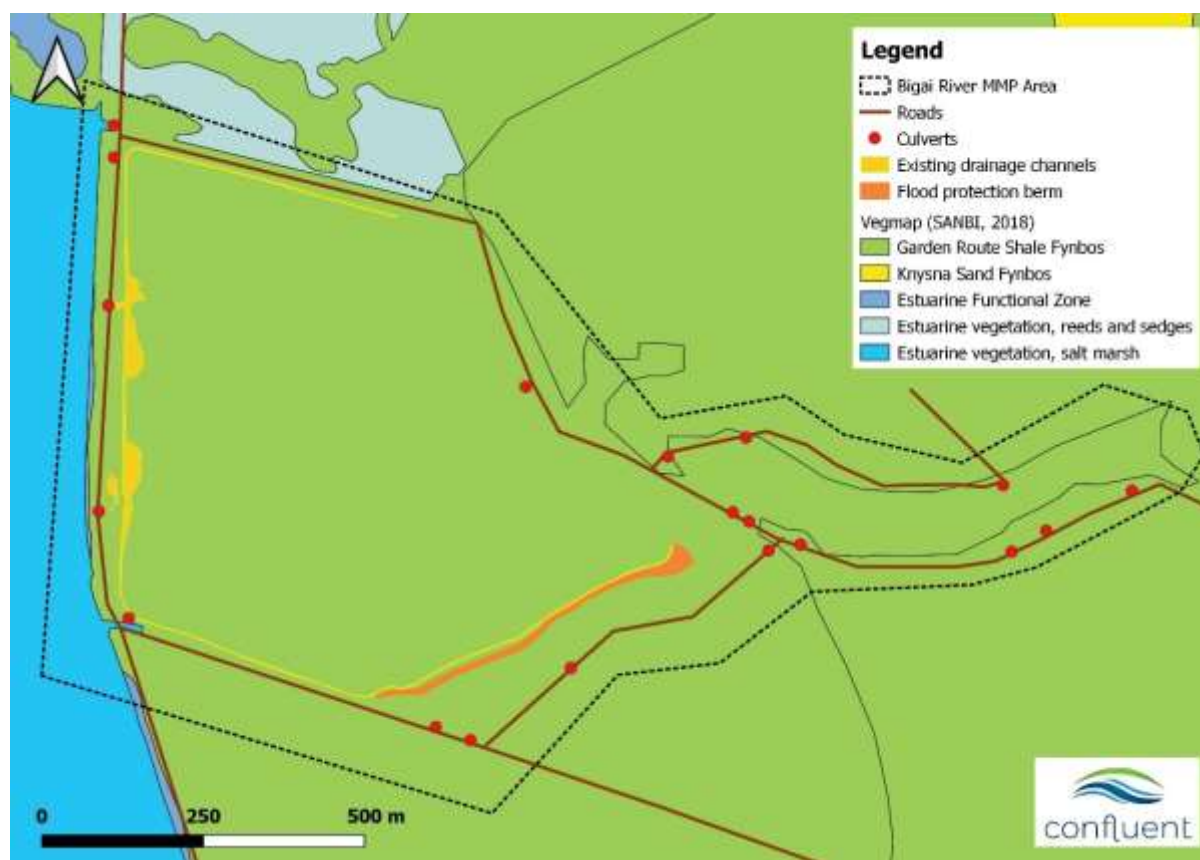 Legend
Bigai River MMP Area
Roads
Culverts
Existing drainage channels
Flood protection berm
Vegmap (SANBI, 2018)
Garden Route Shale Fynbos
Knysna Sand Fynbos
Estuarine Functional Zone
Estuarine vegetation, reeds and sedges
Estuarine vegetation, salt marsh
0 250 500 m
confluent